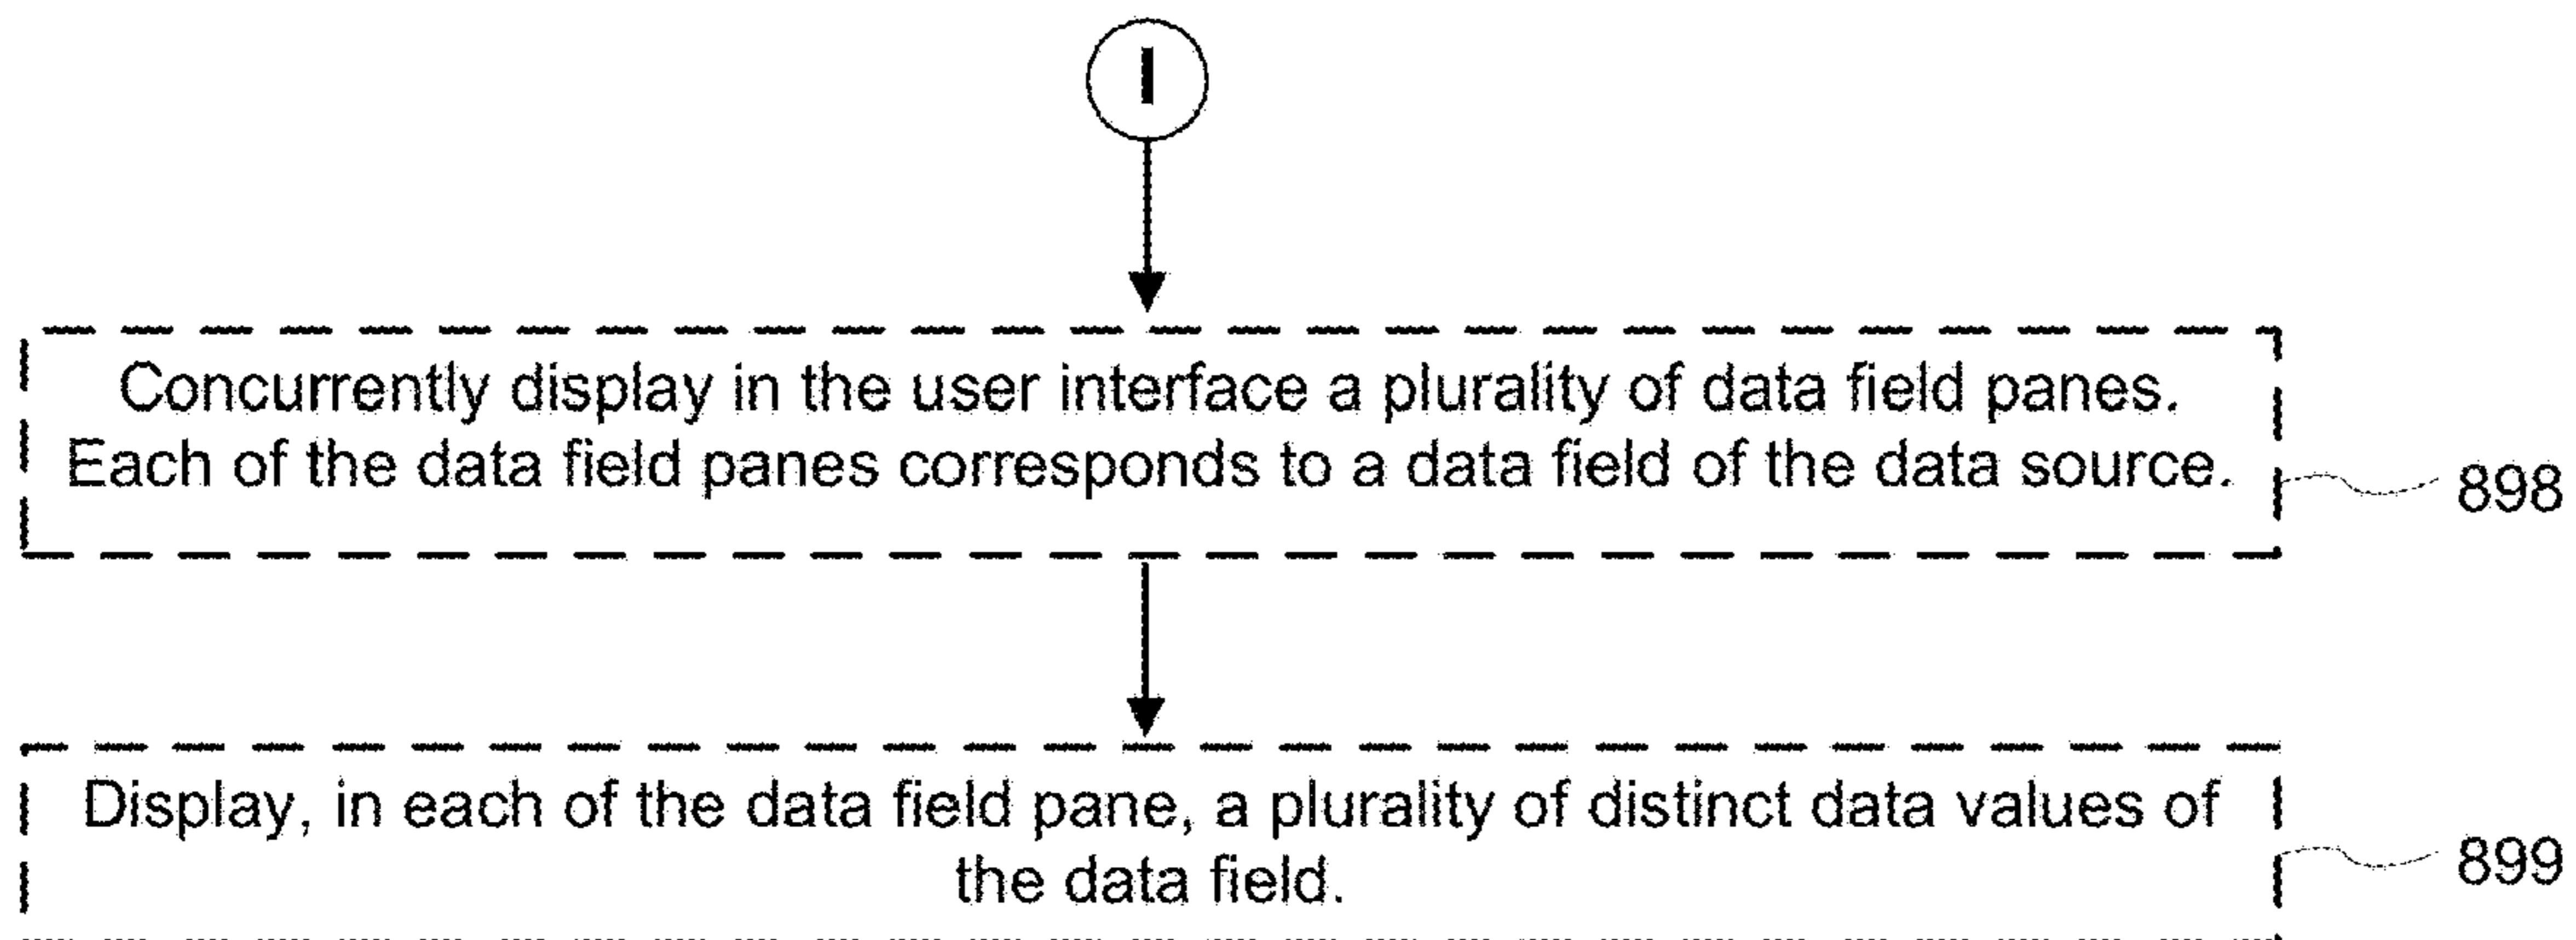 I
Concurrently display in the user interface a plurality of data field panes.
Each of the data field panes corresponds to a data field of the data source.
898
Display, in each of the data field pane, a plurality of distinct data values of
the data field.
899